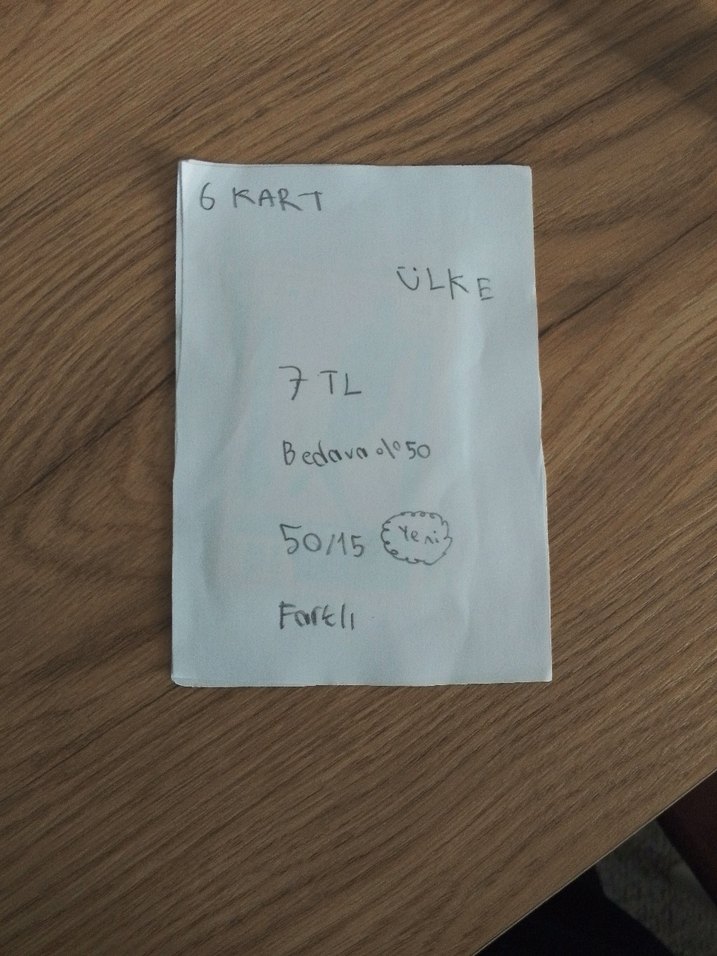 6 KART
ÜLKE
7 TL
Bedava %50
50/15 Yeni
Farklı